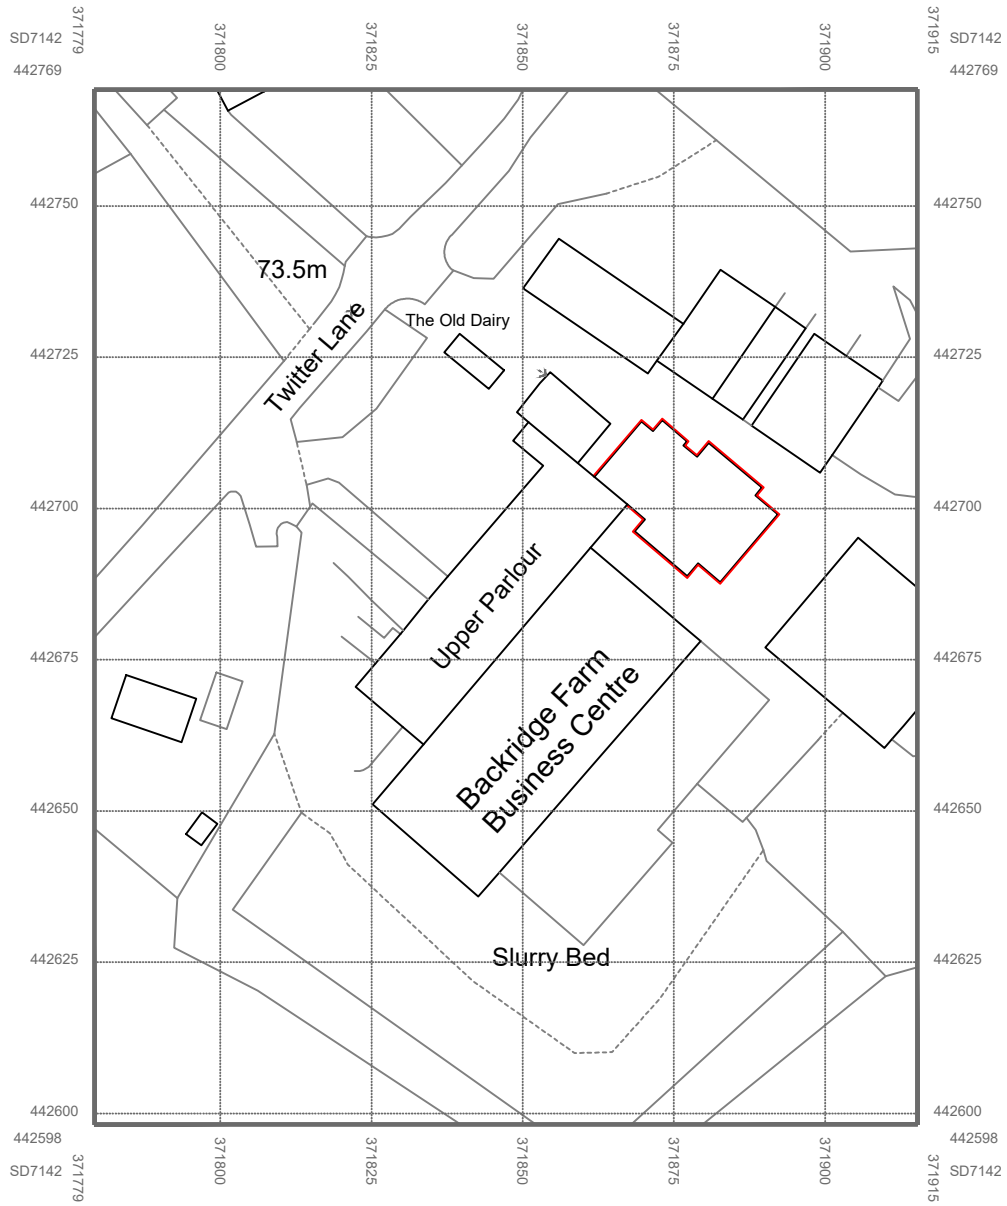 371779
371800
371825
371850
371875
371900
371915
SD7142
SD7142
442769
442769
442750
442750
73.5m
Twitter Lane
The Old Dairy
442725
442725
442700
442700
Upper Parlour
442675
442675
Backridge Farm
Business Centre
442650
442650
Slurry Bed
442625
442625
442600
442600
442598
442598
SD7142
SD7142
371779
371800
371825
371850
371875
371900
371915